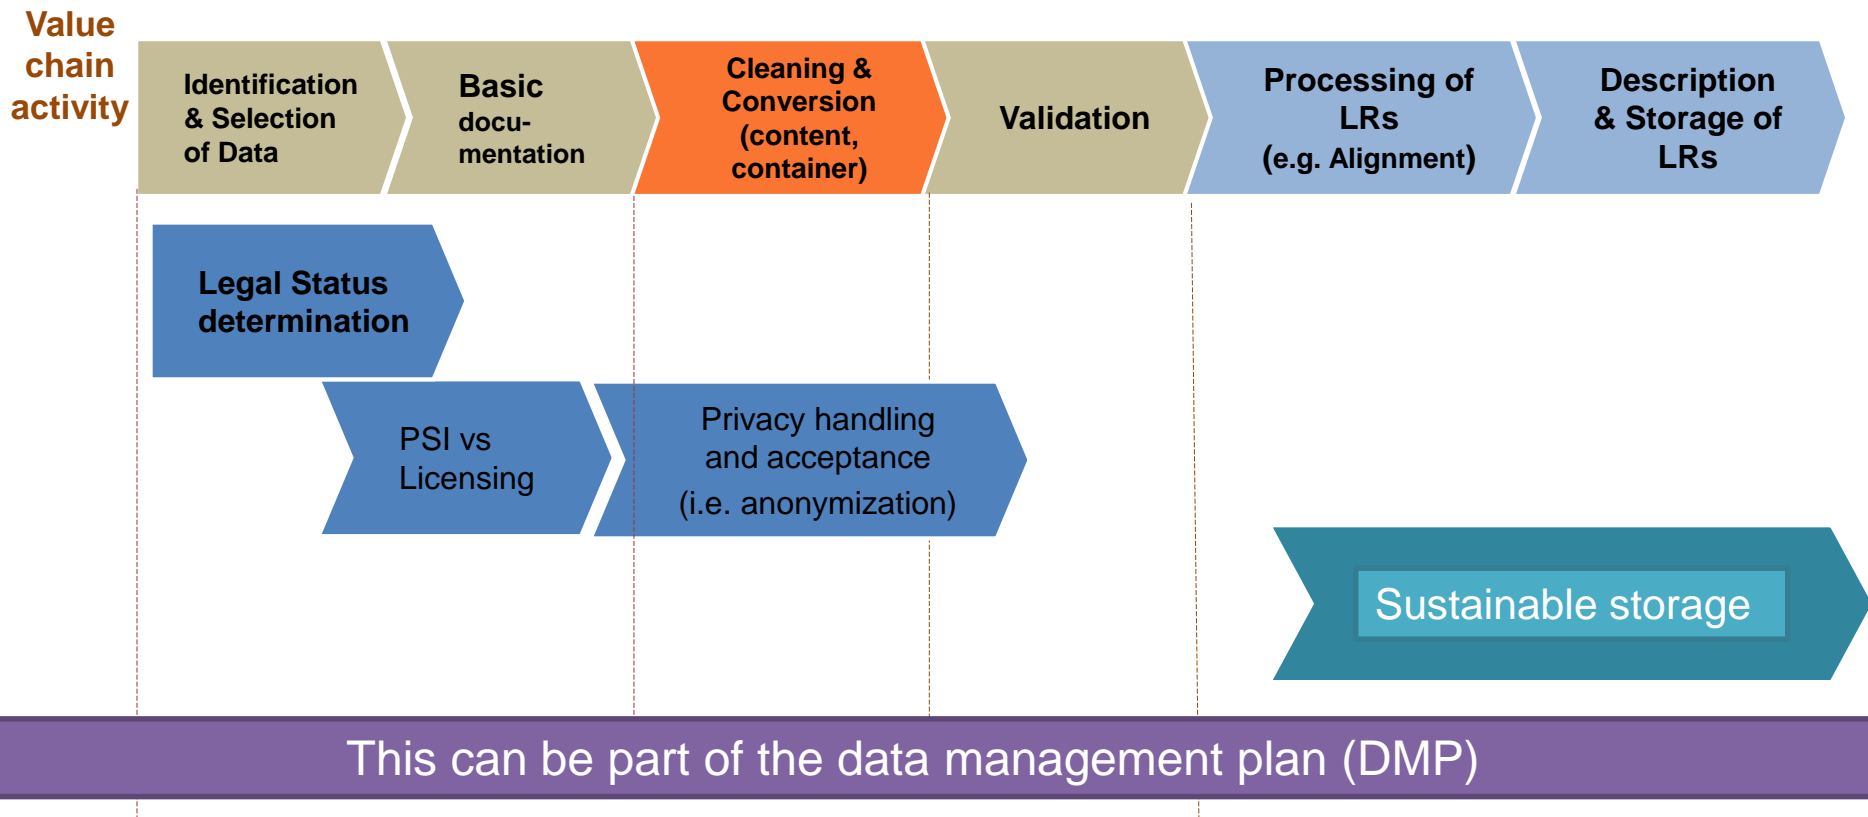 Value
chain
activity
Identification
& Selection
of Data
Basic
docu-
mentation
Cleaning &
Conversion
(content,
container)
Validation
Processing of
LRs
(e.g. Alignment)
Description
& Storage of
LRs
Legal Status
determination
PSI vs
Licensing
Privacy handling
and acceptance
(i.e. anonymization)
Sustainable storage
This can be part of the data management plan (DMP)